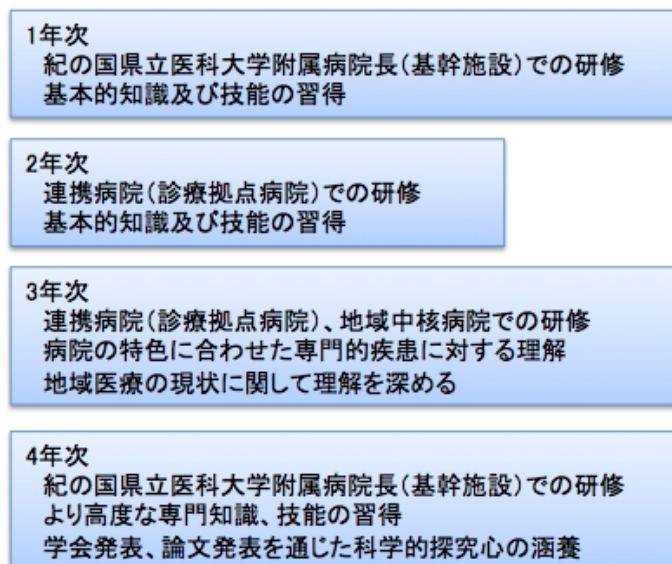 1年次
紀の国県立医科大学附属病院長(基幹施設)での研修
基本的知識及び技能の習得
2年次
連携病院(診療拠点病院)での研修
基本的知識及び技能の習得
3年次
連携病院(診療拠点病院)、地域中核病院での研修
病院の特色に合わせた専門的疾患に対する理解
地域医療の現状に関して理解を深める
4年次
紀の国県立医科大学附属病院長(基幹施設)での研修
より高度な専門知識、技能の習得
学会発表、論文発表を通じた科学的探究心の涵養